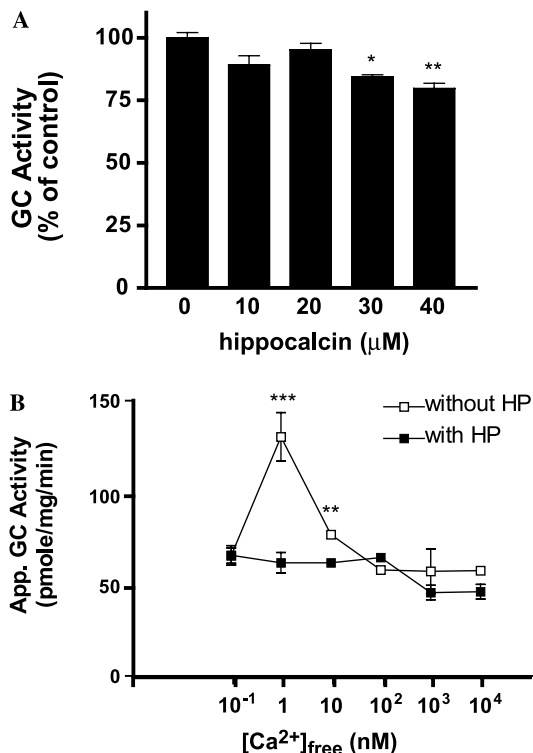 A
GC Activity
(% of control)
100
75
50
25
0
*
**
0 10 20 30 40
hippocalcin (μM)
B
App. GC Activity
(pmole/mg/min)
150
100
50
0
***
**
without HP
with HP
10⁻¹ 1 10 10² 10³ 10⁴
[Ca²⁺]free (nM)